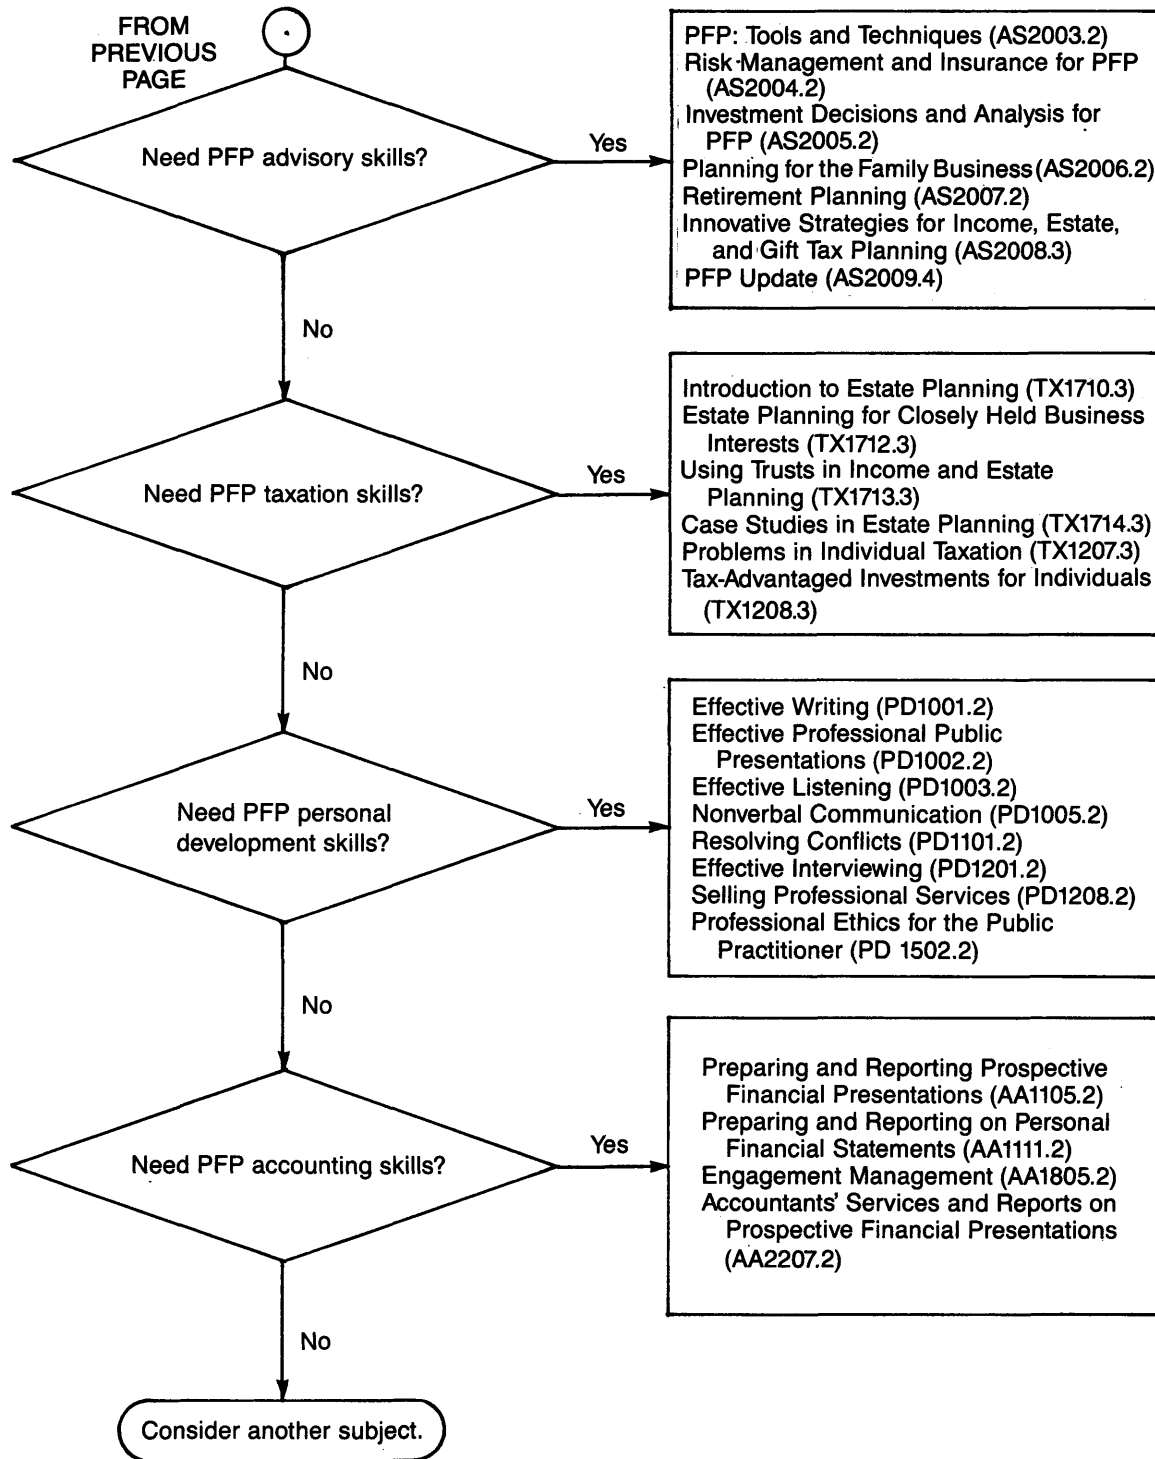 FROM
PREVIOUS
PAGE
Need PFP advisory skills?
Yes
PFP: Tools and Techniques (AS2003.2)
Risk-Management and Insurance for PFP
(AS2004.2)
Investment Decisions and Analysis for
PFP (AS2005.2)
Planning for the Family Business (AS2006.2)
Retirement Planning (AS2007.2)
Innovative Strategies for Income, Estate,
and Gift Tax Planning (AS2008.3)
PFP Update (AS2009.4)
No
Need PFP taxation skills?
Yes
Introduction to Estate Planning (TX1710.3)
Estate Planning for Closely Held Business
Interests (TX1712.3)
Using Trusts in Income and Estate
Planning (TX1713.3)
Case Studies in Estate Planning (TX1714.3)
Problems in Individual Taxation (TX1207.3)
Tax-Advantaged Investments for Individuals
(TX1208.3)
No
Need PFP personal
development skills?
Yes
Effective Writing (PD1001.2)
Effective Professional Public
Presentations (PD1002.2)
Effective Listening (PD1003.2)
Nonverbal Communication (PD1005.2)
Resolving Conflicts (PD1101.2)
Effective Interviewing (PD1201.2)
Selling Professional Services (PD1208.2)
Professional Ethics for the Public
Practitioner (PD 1502.2)
No
Need PFP accounting skills?
Yes
Preparing and Reporting Prospective
Financial Presentations (AA1105.2)
Preparing and Reporting on Personal
Financial Statements (AA1111.2)
Engagement Management (AA1805.2)
Accountants' Services and Reports on
Prospective Financial Presentations
(AA2207.2)
No
Consider another subject.